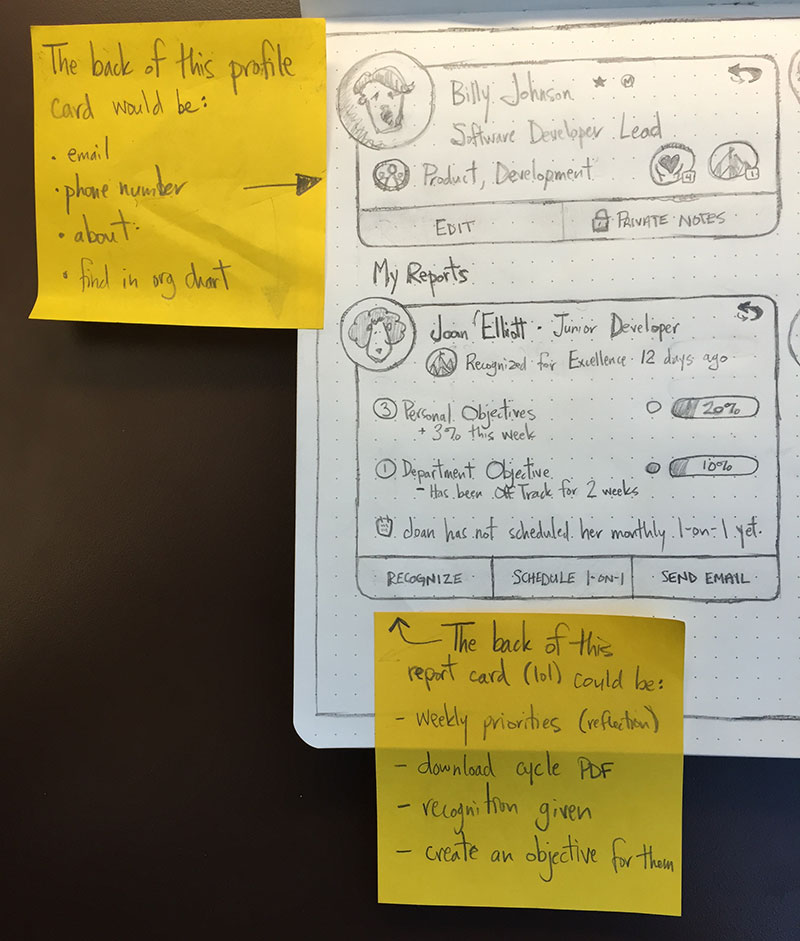 The back of this profile
card would be:
• email
• phone number
• about
• find in org chart
Billy Johnson ★ M
Software Developer Lead
Product, Development
4
1
EDIT
PRIVATE NOTES
My Reports
Joan Elliott · Junior Developer
Recognized for Excellence 12 days ago
3 Personal Objectives
20%
+ 3% this week
1 Department Objective
10%
- Has been Off Track for 2 weeks
Joan has not scheduled her monthly 1-on-1 yet.
RECOGNIZE
SCHEDULE 1-ON-1
SEND EMAIL
The back of this
report card (lol) could be:
- weekly priorities (reflection)
- download cycle PDF
- recognition given
- create an objective for them